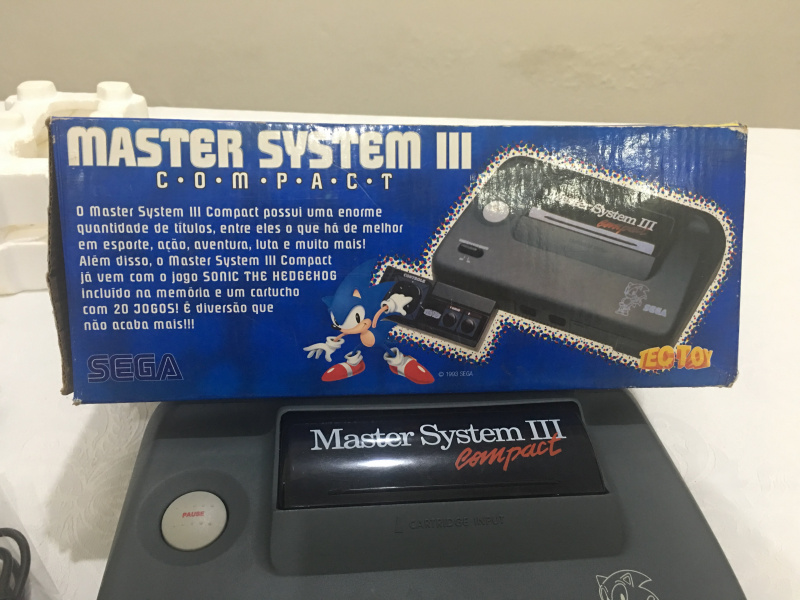 MASTER SYSTEM III
C·O·M·P·A·C·T
O Master System III Compact possui uma enorme
quantidade de títulos, entre eles o que há de melhor
em esporte, ação, aventura, luta e muito mais!
Além disso, o Master System III Compact
já vem com o jogo SONIC THE HEDGEHOG
incluído na memória e um cartucho
com 20 JOGOS! É diversão que
não acaba mais!!!
SEGA
© 1993 SEGA
Master System III
compact
SEGA
TEC TOY
Master System III
compact
PAUSE
CARTRIDGE INPUT